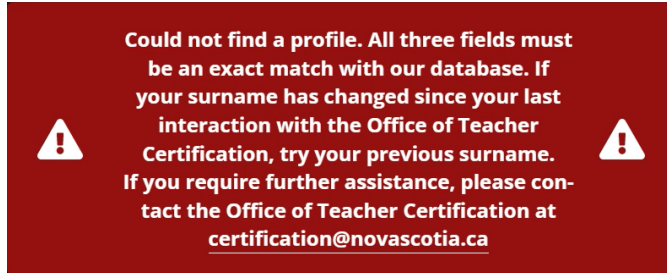 Could not find a profile. All three fields must
be an exact match with our database. If
your surname has changed since your last
interaction with the Office of Teacher
Certification, try your previous surname.
If you require further assistance, please con-
tact the Office of Teacher Certification at
certification@novascotia.ca